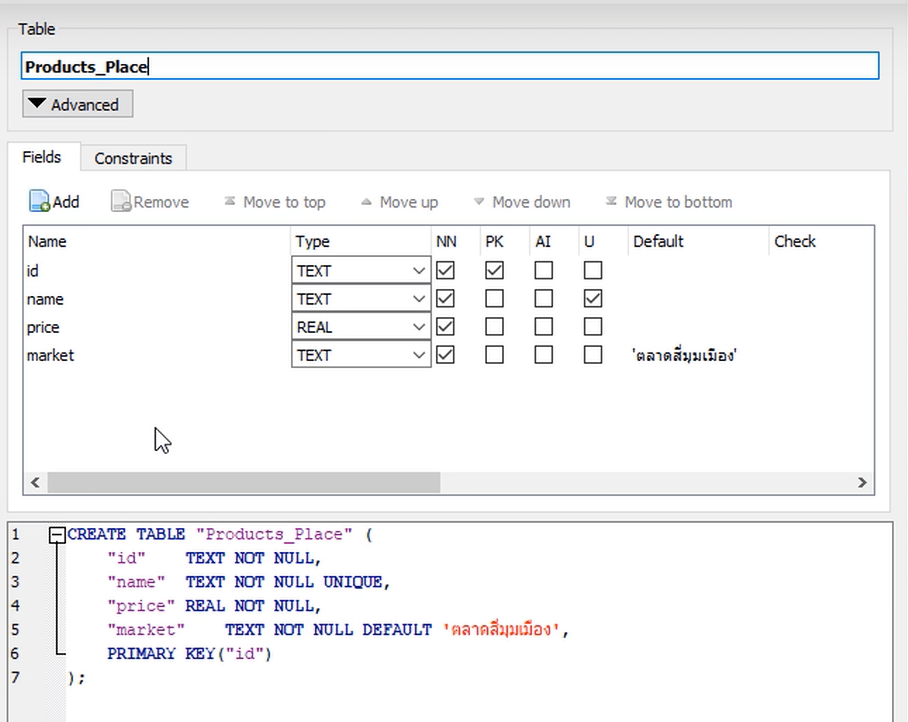 Table
Products_Place
Advanced
Fields Constraints
Add Remove Move to top Move up Move down Move to bottom
Name Type NN PK AI U Default Check
id TEXT
name TEXT
price REAL
market TEXT 'ตลาดสี่มุมเมือง'
1 CREATE TABLE "Products_Place" (
2 "id" TEXT NOT NULL,
3 "name" TEXT NOT NULL UNIQUE,
4 "price" REAL NOT NULL,
5 "market" TEXT NOT NULL DEFAULT 'ตลาดสี่มุมเมือง',
6 PRIMARY KEY("id")
7 );